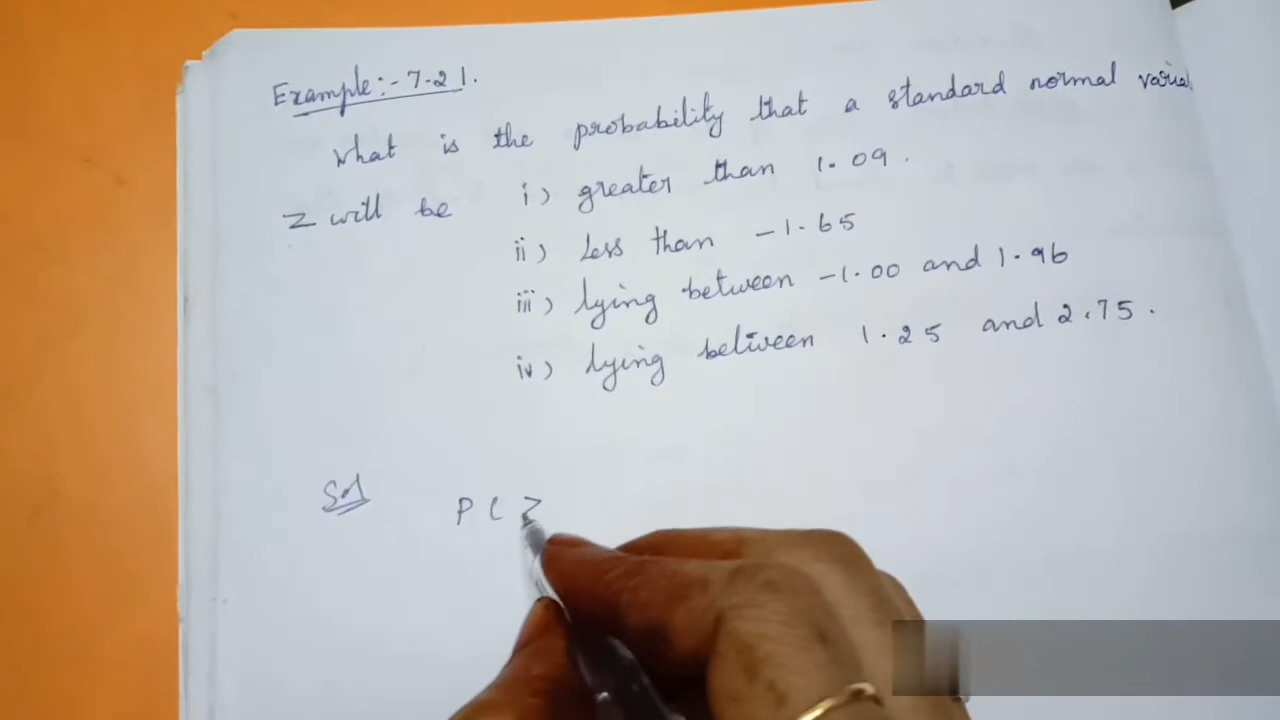 Example:- 7.21.
What is the probability that a standard normal
Z will be i) greater than 1.09.
ii) Less than -1.65
iii) lying between -1.00 and 1.96
iv) lying between 1.25 and 2.75.
Sol P( Z